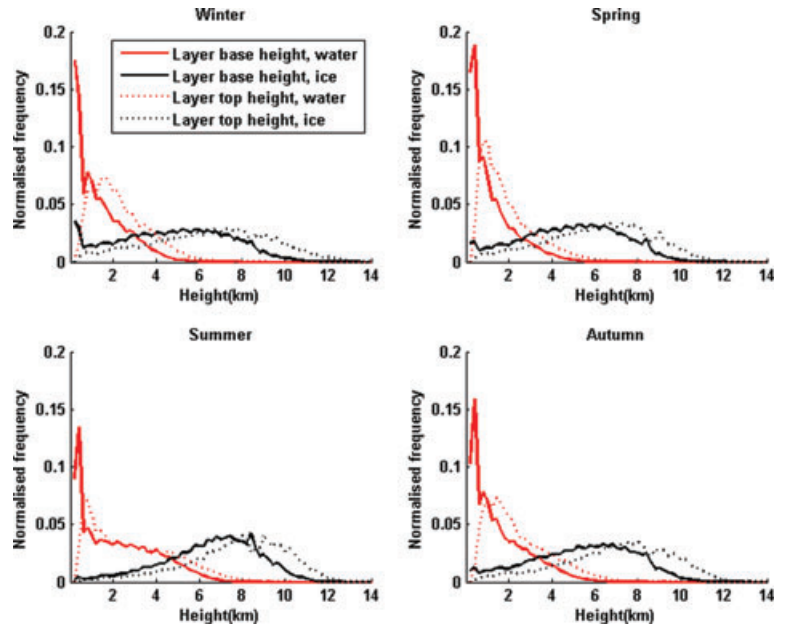 Winter
0.2
0.15
0.1
0.05
0
Normalised frequency
Layer base height, water
Layer base height, ice
Layer top height, water
Layer top height, ice
2 4 6 8 10 12 14
Height(km)
Spring
0.2
0.15
0.1
0.05
0
Normalised frequency
2 4 6 8 10 12 14
Height(km)
Summer
0.2
0.15
0.1
0.05
0
Normalised frequency
2 4 6 8 10 12 14
Height(km)
Autumn
0.2
0.15
0.1
0.05
0
Normalised frequency
2 4 6 8 10 12 14
Height(km)